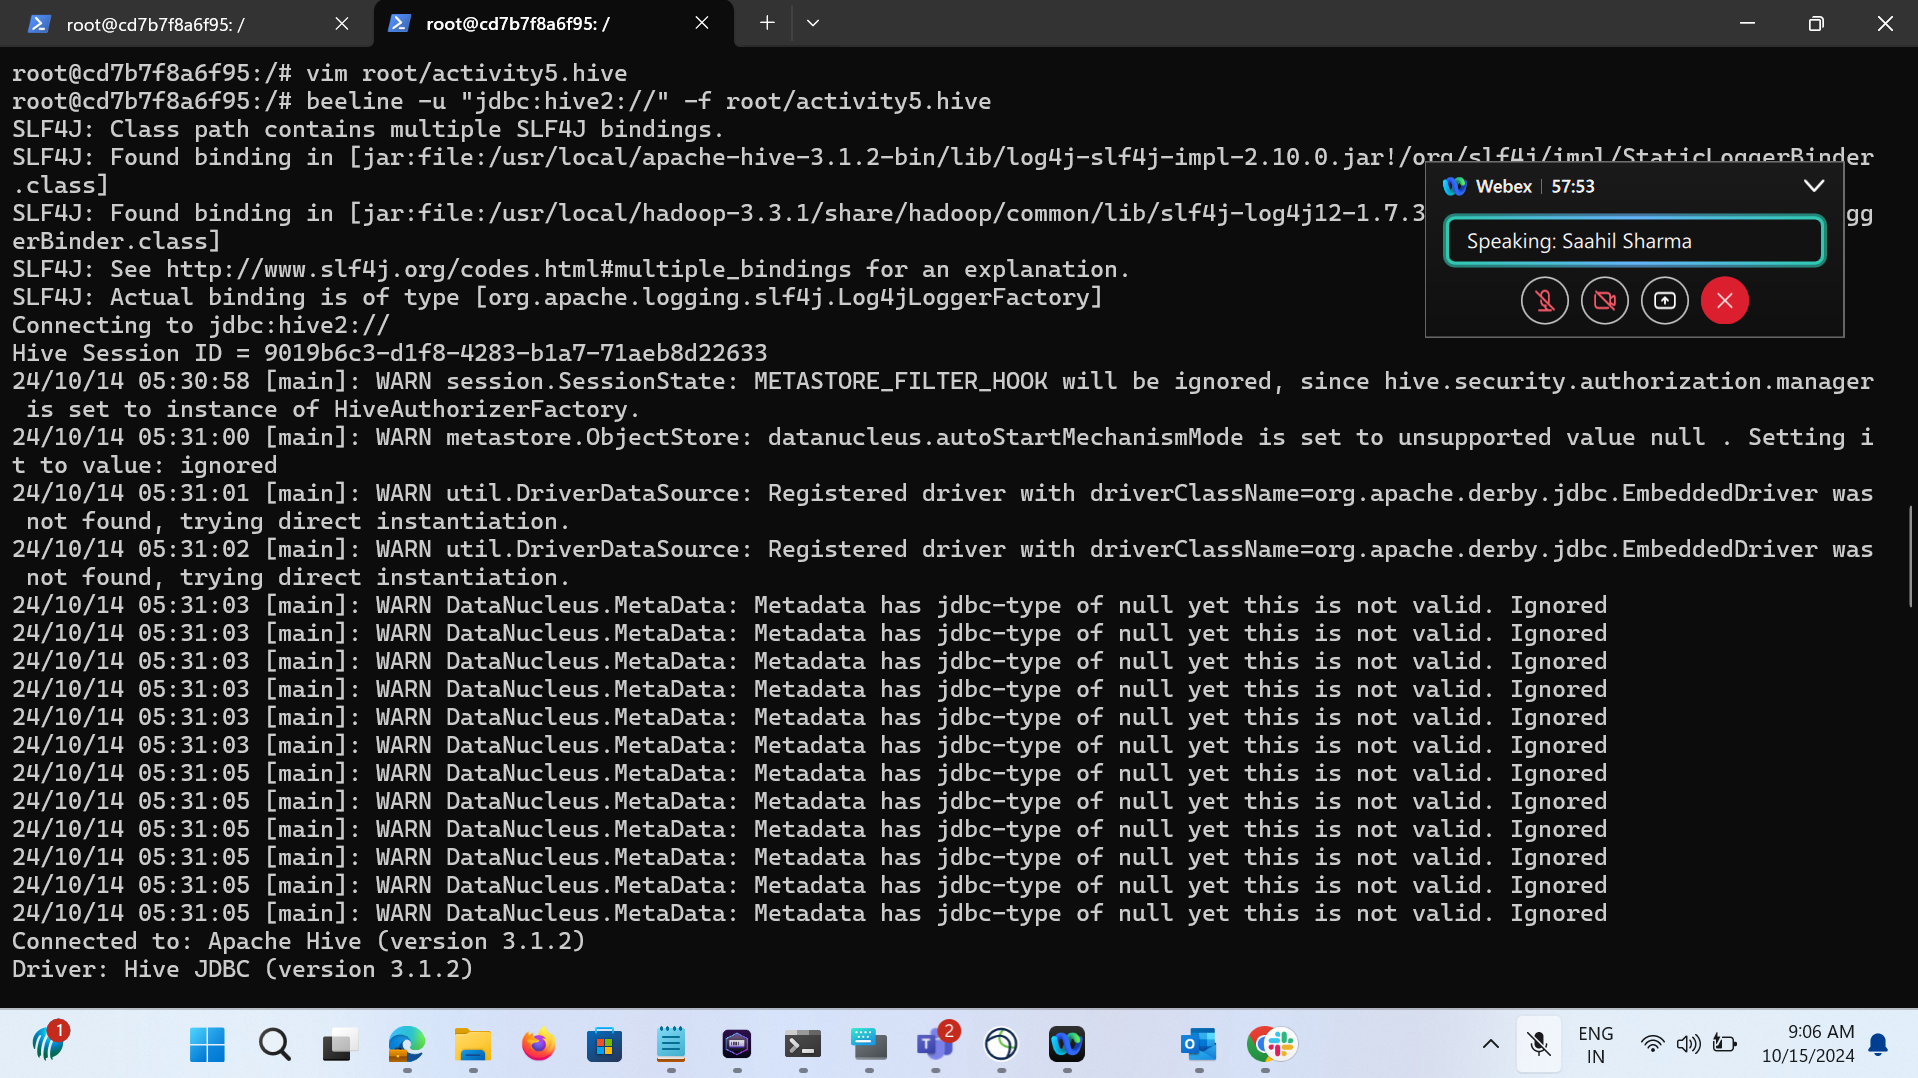 root@cd7b7f8a6f95: /
root@cd7b7f8a6f95: /
root@cd7b7f8a6f95:/# vim root/activity5.hive
root@cd7b7f8a6f95:/# beeline -u "jdbc:hive2://" -f root/activity5.hive
SLF4J: Class path contains multiple SLF4J bindings.
SLF4J: Found binding in [jar:file:/usr/local/apache-hive-3.1.2-bin/lib/log4j-slf4j-impl-2.10.0.jar!/org/slf4j/impl/StaticLoggerBinder
.class]
SLF4J: Found binding in [jar:file:/usr/local/hadoop-3.3.1/share/hadoop/common/lib/slf4j-log4j12-1.7.3
gg
erBinder.class]
SLF4J: See http://www.slf4j.org/codes.html#multiple_bindings for an explanation.
SLF4J: Actual binding is of type [org.apache.logging.slf4j.Log4jLoggerFactory]
Connecting to jdbc:hive2://
Hive Session ID = 9019b6c3-d1f8-4283-b1a7-71aeb8d22633
24/10/14 05:30:58 [main]: WARN session.SessionState: METASTORE_FILTER_HOOK will be ignored, since hive.security.authorization.manager
is set to instance of HiveAuthorizerFactory.
24/10/14 05:31:00 [main]: WARN metastore.ObjectStore: datanucleus.autoStartMechanismMode is set to unsupported value null . Setting i
t to value: ignored
24/10/14 05:31:01 [main]: WARN util.DriverDataSource: Registered driver with driverClassName=org.apache.derby.jdbc.EmbeddedDriver was
not found, trying direct instantiation.
24/10/14 05:31:02 [main]: WARN util.DriverDataSource: Registered driver with driverClassName=org.apache.derby.jdbc.EmbeddedDriver was
not found, trying direct instantiation.
24/10/14 05:31:03 [main]: WARN DataNucleus.MetaData: Metadata has jdbc-type of null yet this is not valid. Ignored
24/10/14 05:31:03 [main]: WARN DataNucleus.MetaData: Metadata has jdbc-type of null yet this is not valid. Ignored
24/10/14 05:31:03 [main]: WARN DataNucleus.MetaData: Metadata has jdbc-type of null yet this is not valid. Ignored
24/10/14 05:31:03 [main]: WARN DataNucleus.MetaData: Metadata has jdbc-type of null yet this is not valid. Ignored
24/10/14 05:31:03 [main]: WARN DataNucleus.MetaData: Metadata has jdbc-type of null yet this is not valid. Ignored
24/10/14 05:31:03 [main]: WARN DataNucleus.MetaData: Metadata has jdbc-type of null yet this is not valid. Ignored
24/10/14 05:31:05 [main]: WARN DataNucleus.MetaData: Metadata has jdbc-type of null yet this is not valid. Ignored
24/10/14 05:31:05 [main]: WARN DataNucleus.MetaData: Metadata has jdbc-type of null yet this is not valid. Ignored
24/10/14 05:31:05 [main]: WARN DataNucleus.MetaData: Metadata has jdbc-type of null yet this is not valid. Ignored
24/10/14 05:31:05 [main]: WARN DataNucleus.MetaData: Metadata has jdbc-type of null yet this is not valid. Ignored
24/10/14 05:31:05 [main]: WARN DataNucleus.MetaData: Metadata has jdbc-type of null yet this is not valid. Ignored
24/10/14 05:31:05 [main]: WARN DataNucleus.MetaData: Metadata has jdbc-type of null yet this is not valid. Ignored
Connected to: Apache Hive (version 3.1.2)
Driver: Hive JDBC (version 3.1.2)
Webex 57:53
Speaking: Saahil Sharma
1
2
ENG
IN
9:06 AM
10/15/2024